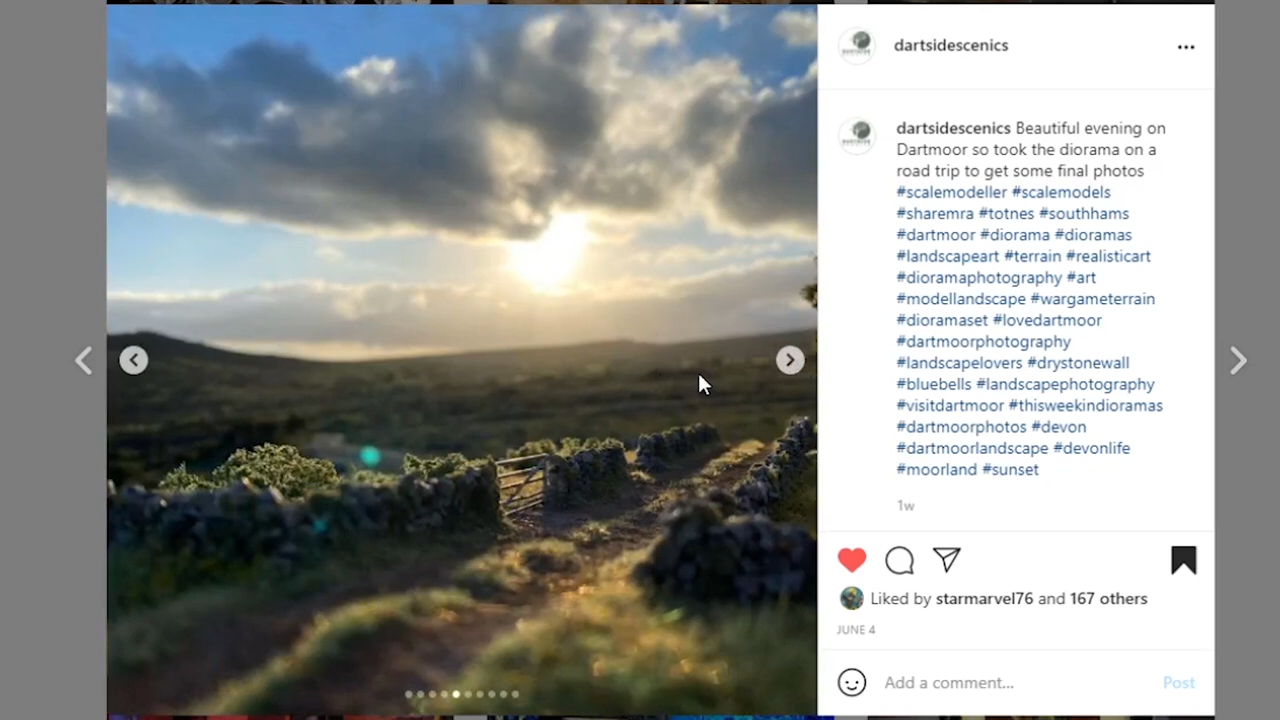 dartsidescenics
dartsidescenics Beautiful evening on
Dartmoor so took the diorama on a
road trip to get some final photos
#scalemodeller #scalemodels
#sharemra #totnes #southhams
#dartmoor #diorama #dioramas
#landscapeart #terrain #realisticart
#dioramaphotography #art
#modellandscape #wargameterrain
#dioramaset #lovedartmoor
#dartmoorphotography
#landscapelovers #drystonewall
#bluebells #landscapephotography
#visitdartmoor #thisweekindioramas
#dartmoorphotos #devon
#dartmoorlandscape #devonlife
#moorland #sunset
1w
Liked by starmarvel76 and 167 others
JUNE 4
Add a comment... Post